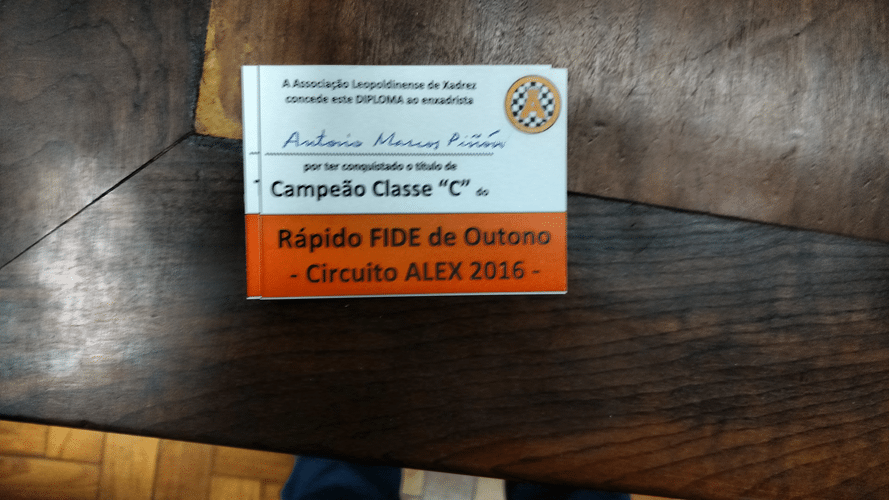 A Associação Leopoldinense de Xadrez
concede este DIPLOMA ao enxadrista
A
Antonio Marcos Piñón
por ter conquistado o título de
Campeão Classe “C” do
Rápido FIDE de Outono
- Circuito ALEX 2016 -